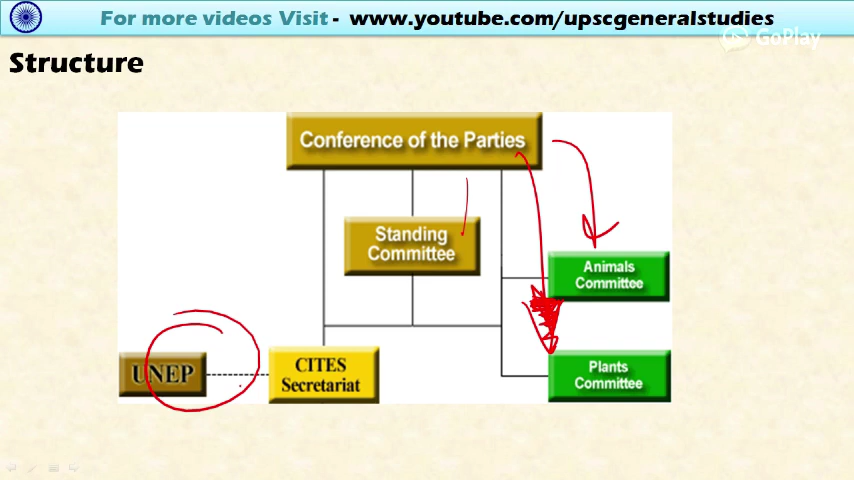 For more videos Visit - www.youtube.com/upscgeneralstudies
GoPlay
Structure
Conference of the Parties
Standing
Committee
Animals
Committee
UNEP
CITES
Secretariat
Plants
Committee